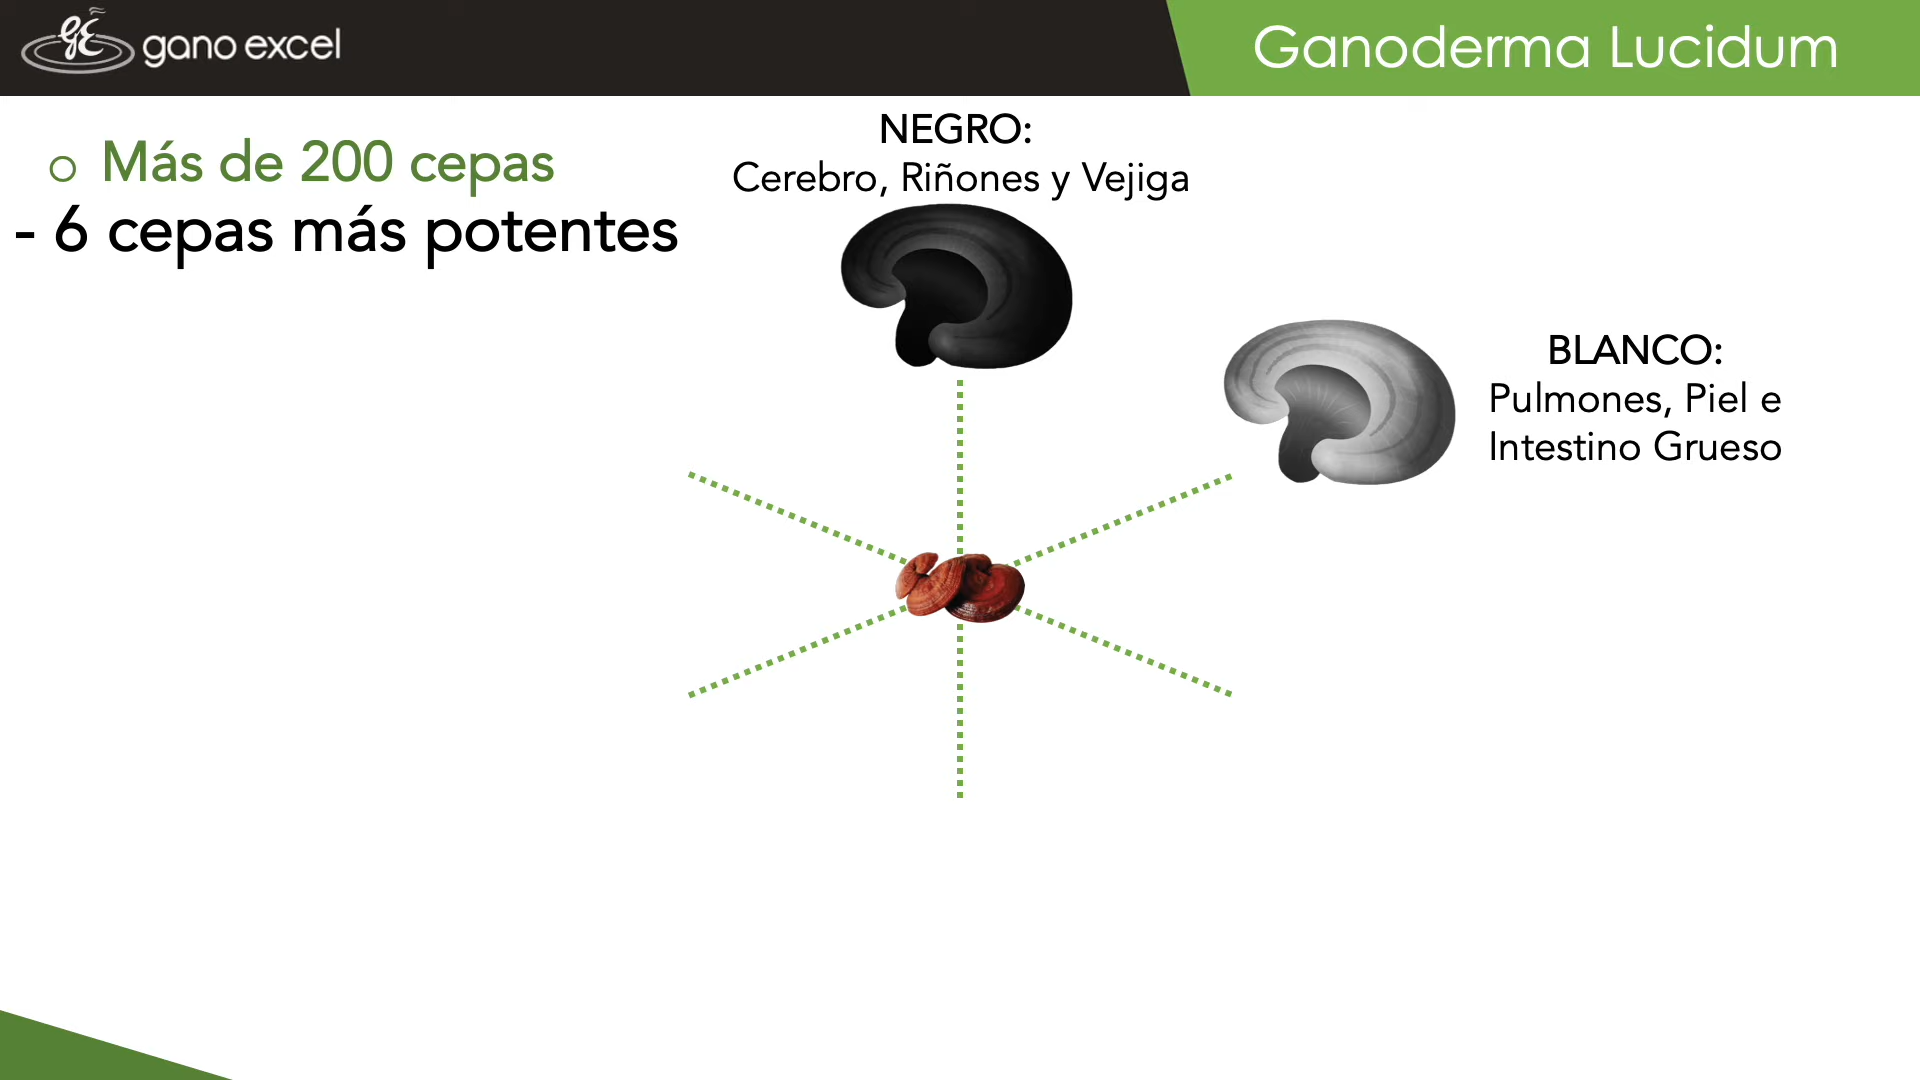 gano excel
Ganoderma Lucidum
o Más de 200 cepas
- 6 cepas más potentes
NEGRO:
Cerebro, Riñones y Vejiga
BLANCO:
Pulmones, Piel e
Intestino Grueso